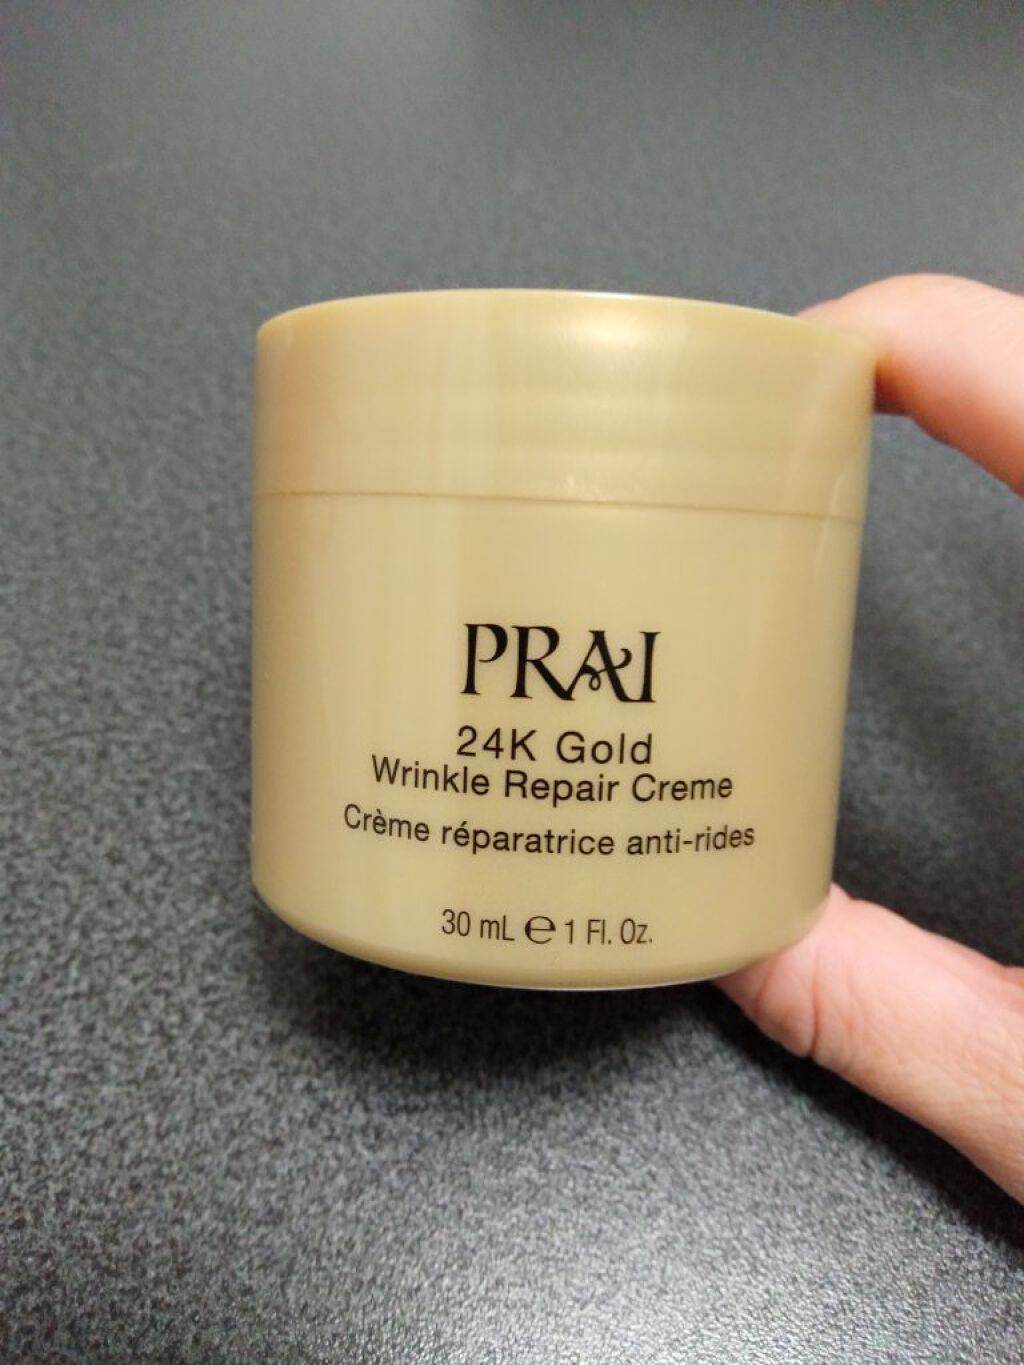 PRAI
24K Gold
Wrinkle Repair Creme
Crème réparatrice anti-rides
30 mL ℮ 1 Fl. Oz.